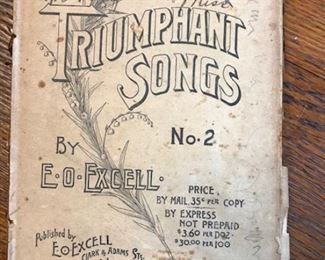 Miss
TRIUMPHANT
SONGS
No. 2
BY
E. O. EXCELL.
PRICE,
BY MAIL, 35¢ PER COPY
BY EXPRESS
NOT PREPAID
$3.60 PER DOZ.
$30.00 PER 100
Published by
E. O. EXCELL
CLARK & ADAMS STS.